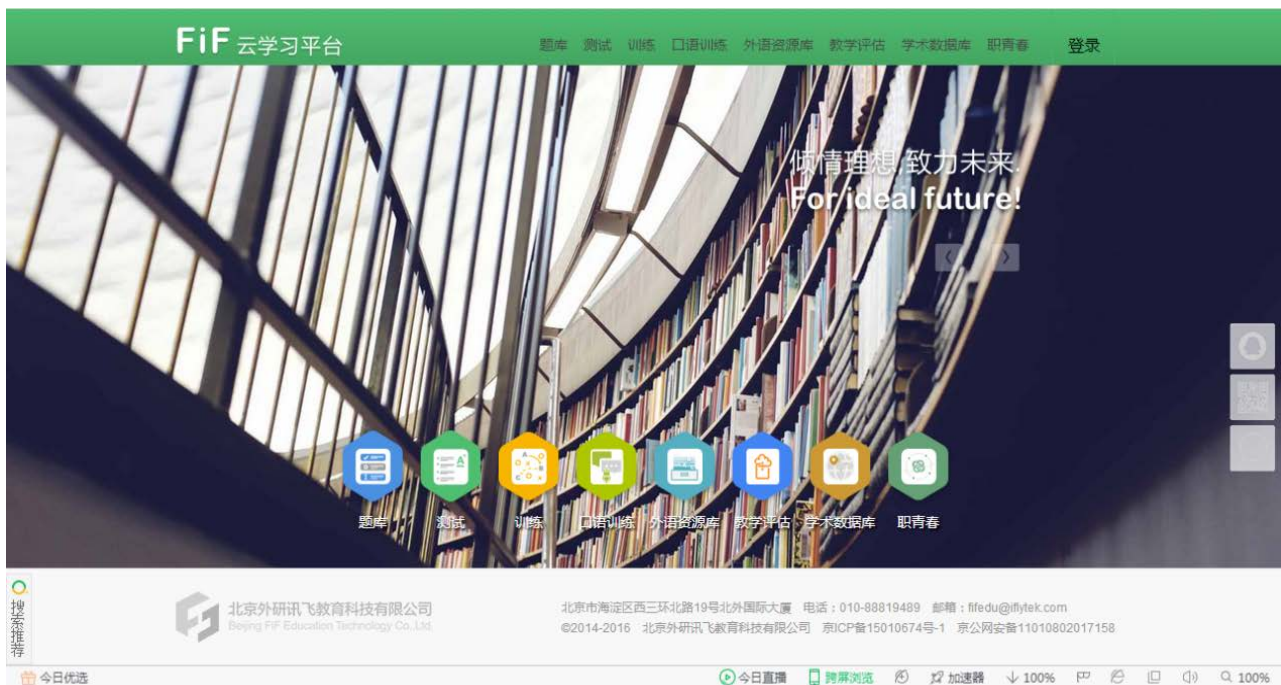 FiF 云学习平台
题库 测试 训练 口语训练 外语资源库 教学评估 学术数据库 职青春 登录
倾情理想,致力未来.
For ideal future!
题库 测试 训练 口语训练 外语资源库 教学评估 学术数据库 职青春
搜索推荐
北京外研讯飞教育科技有限公司
Beijing FiF Education Technology Co.,Ltd
北京市海淀区西三环北路19号北外国际大厦 电话：010-88819489 邮箱：fifedu@iflytek.com
©2014-2016 北京外研讯飞教育科技有限公司 京ICP备15010674号-1 京公网安备11010802017158
今日优选 今日直播 跨屏浏览 加速器 100% 100%